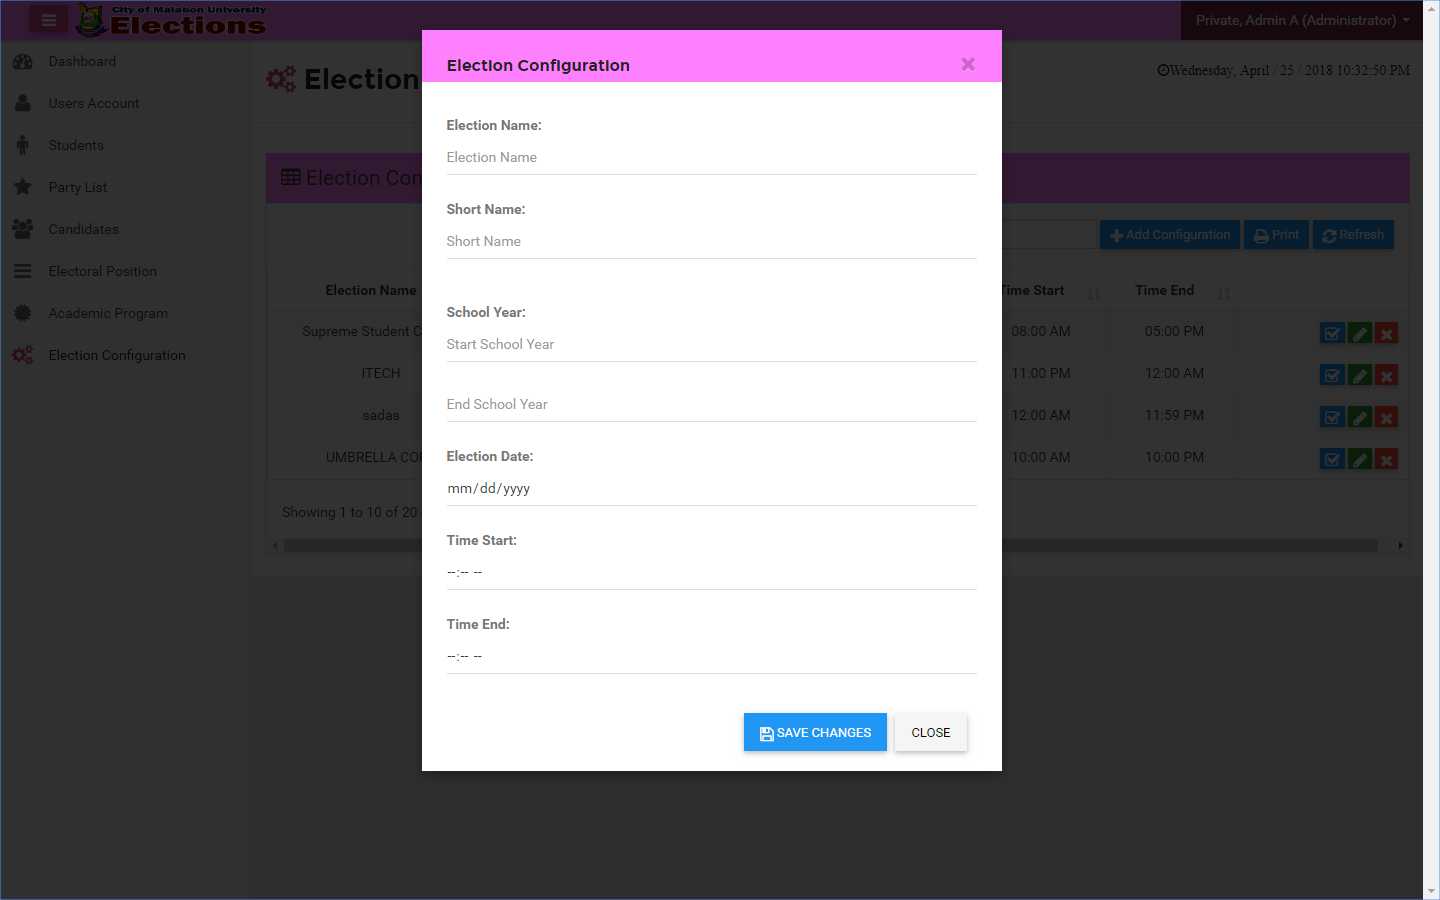 City of Malabon University
Elections
Private, Admin A (Administrator)
Dashboard
Users Account
Students
Party List
Candidates
Electoral Position
Academic Program
Election Configuration
Election
Wednesday, April / 25 / 2018 10:32:50 PM
Election Con
Add Configuration
Print
Refresh
Election Name
Time Start
Time End
Supreme Student C
08:00 AM
05:00 PM
ITECH
11:00 PM
12:00 AM
sadas
12:00 AM
11:59 PM
UMBRELLA COR
10:00 AM
10:00 PM
Showing 1 to 10 of 20
Election Configuration
×
Election Name:
Election Name
Short Name:
Short Name
School Year:
Start School Year
End School Year
Election Date:
mm/dd/yyyy
Time Start:
--:-- --
Time End:
--:-- --
SAVE CHANGES
CLOSE